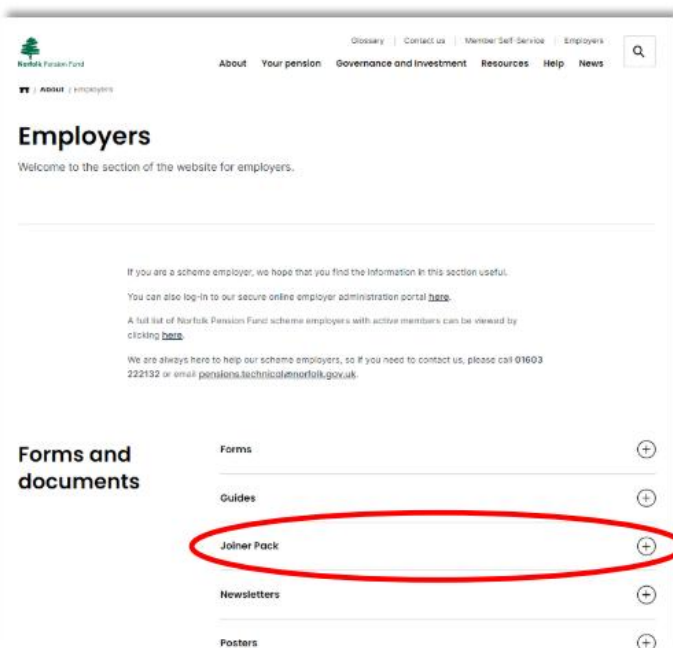 Glossary | Contact us | Member Self-Service | Employers
Norfolk Pension Fund
About Your pension Governance and Investment Resources Help News
/ About / Employers
Employers
Welcome to the section of the website for employers.
If you are a scheme employer, we hope that you find the information in this section useful.
You can also log-in to our secure online employer administration portal here.
A full list of Norfolk Pension Fund scheme employers with active members can be viewed by
clicking here.
We are always here to help our scheme employers, so if you need to contact us, please call 01603
222132 or email pensions.technical@norfolk.gov.uk.
Forms and
documents
Forms
Guides
Joiner Pack
Newsletters
Posters